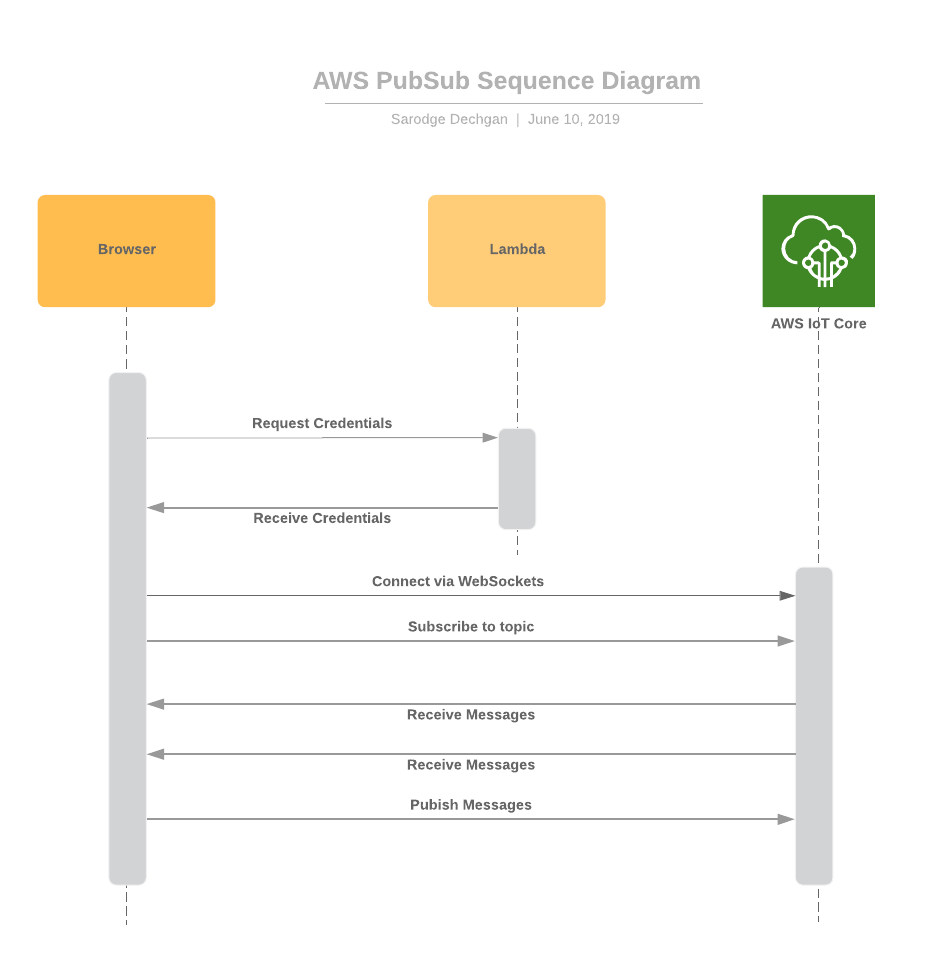 AWS PubSub Sequence Diagram
Sarodge Dechgan | June 10, 2019
Browser
Lambda
AWS IoT Core
Request Credentials
Receive Credentials
Connect via WebSockets
Subscribe to topic
Receive Messages
Receive Messages
Pubish Messages